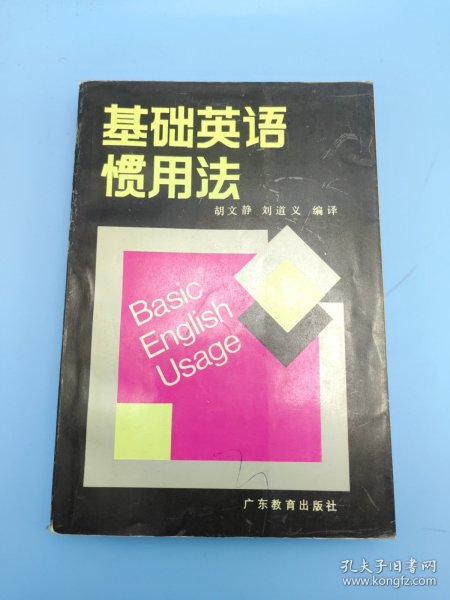 基础英语
惯用法
胡文静 刘道义 编译
Basic
English
Usage
广东教育出版社
孔夫子旧书网
www.kongfz.com